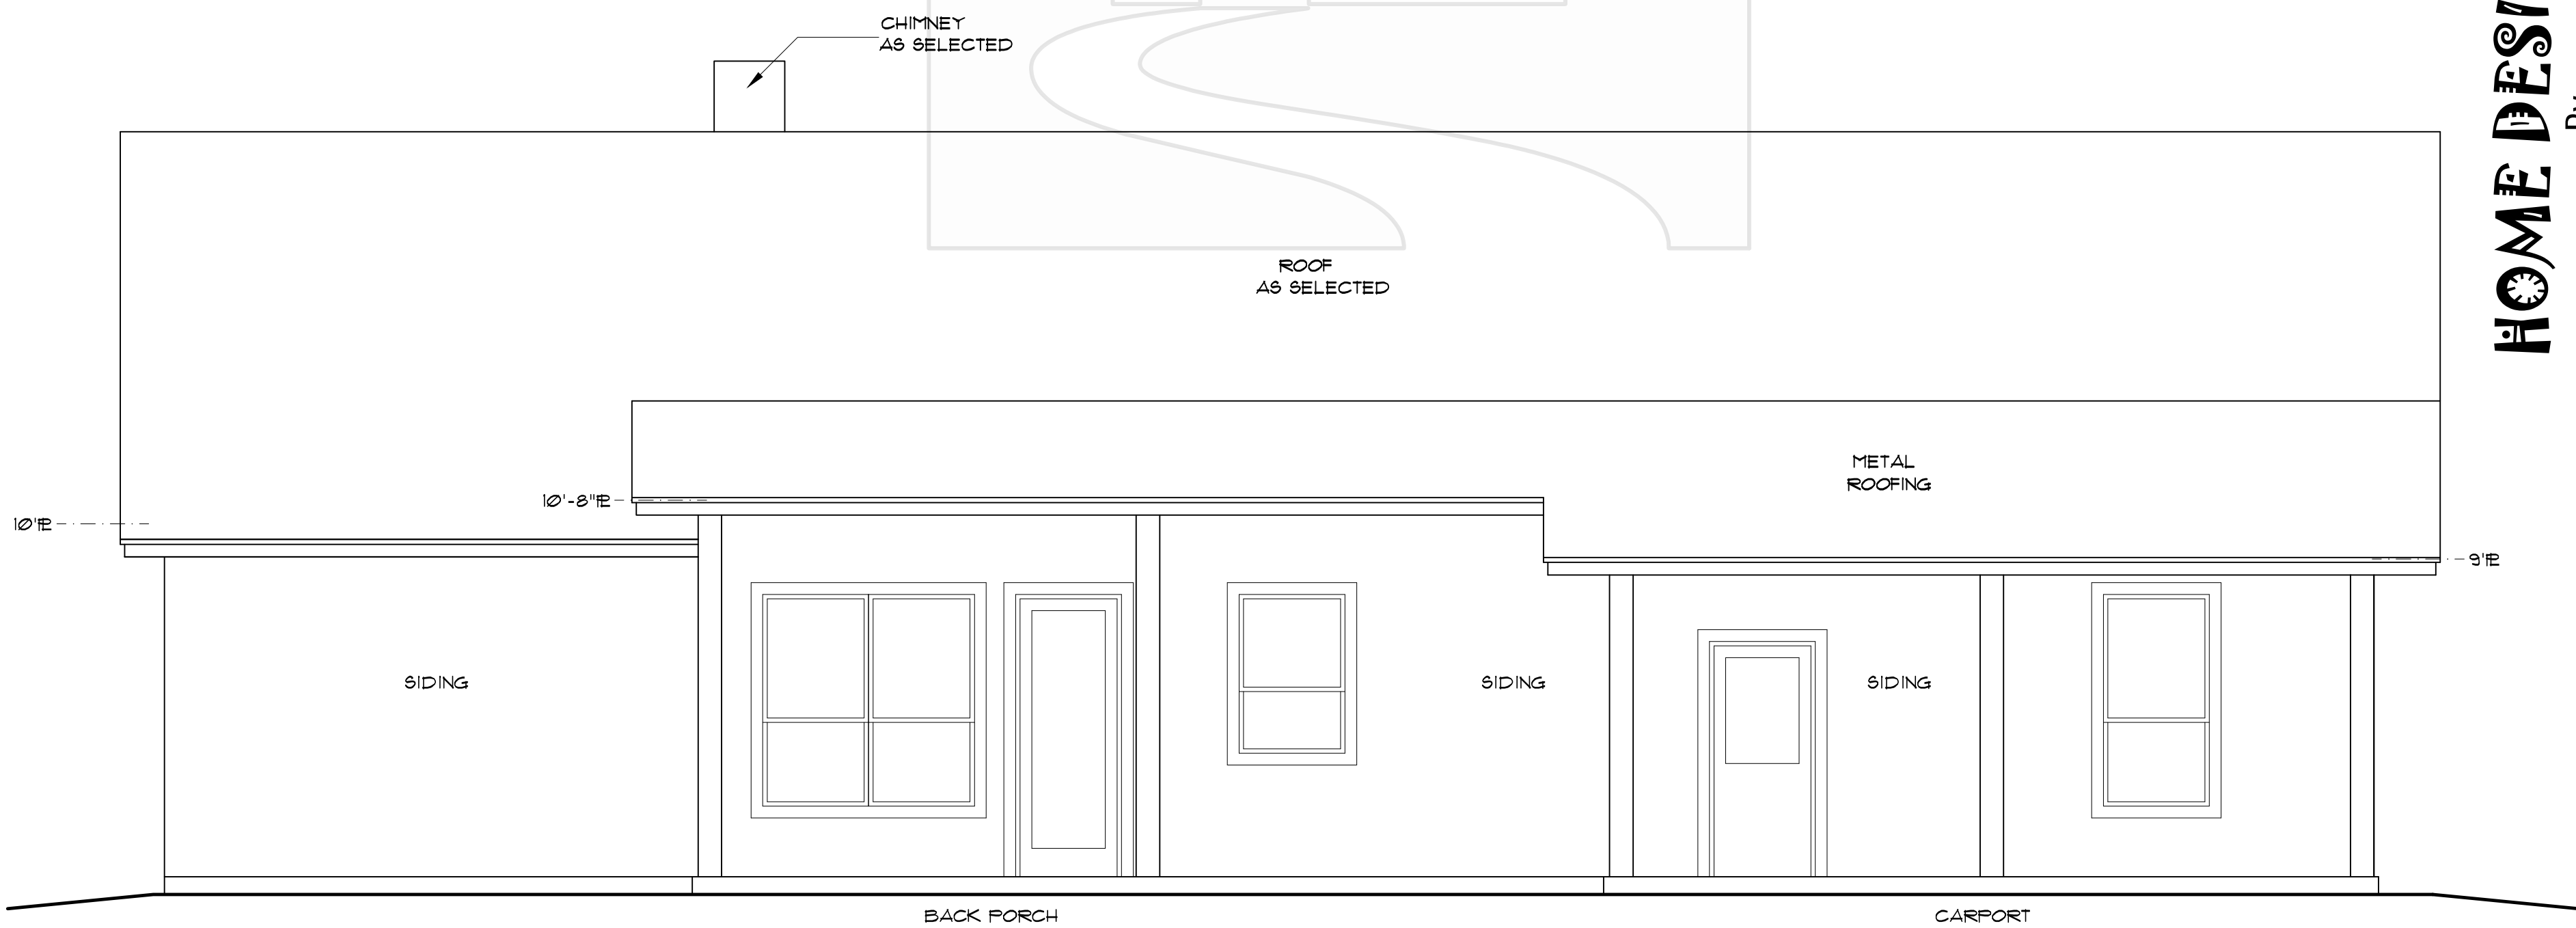 CHIMNEY
AS SELECTED
ROOF
AS SELECTED
METAL
ROOFING
10'-8"PL
10'PL
9'PL
SIDING
SIDING
SIDING
BACK PORCH
CARPORT
HOME